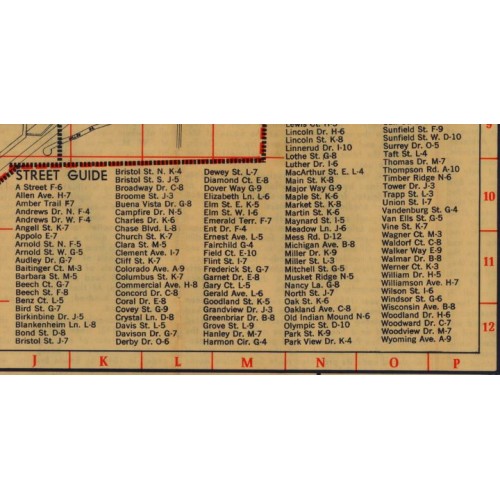 STREET GUIDE
A Street F-6
Allen Ave. H-7
Amber Trail F7
Andrews Dr. N. F-4
Andrews Dr. W. F-4
Angell St. K-7
Appolo E-7
Arnold St. N. F-5
Arnold St. W. G-5
Audley Dr. G-7
Baitinger Ct. M-3
Barbara St. M-5
Beech Ct. G-7
Beech St. F-8
Benz Ct. L-5
Bird St. G-7
Birkinbine Dr. J-5
Blankenheim Ln. L-8
Bond St. D-8
Bristol St. J-7
Bristol St. N. K-4
Bristol St. S. J-5
Broadway Dr. C-8
Broome St. J-3
Buena Vista Dr. G-8
Campfire Dr. N-5
Charles Dr. K-6
Chase Blvd. L-8
Church St. K-7
Clara St. M-5
Clement Ave. I-7
Cliff St. K-7
Colorado Ave. A-9
Columbus St. K-7
Commercial Ave. H-8
Concord Dr. C-8
Coral Dr. E-8
Covey St. G-9
Crystal Ln. D-8
Davis St. L-5
Davison Dr. G-7
Derby Dr. O-6
Dewey St. L-7
Diamond Ct. E-8
Dover Way G-9
Elizabeth Ln. L-6
Elm St. E. K-5
Elm St. W. I-6
Emerald Terr. F-7
Ent Dr. F-4
Ernest Ave. L-5
Fairchild G-4
Field Ct. E-10
Flint St. I-7
Frederick St. G-7
Garnet Dr. E-8
Gary Ct. L-5
Gerald Ave. L-6
Goodland St. K-5
Grandview Dr. J-3
Greenbriar Dr. B-8
Grove St. L-9
Hanley Dr. M-7
Harmon Cir. G-4
Lincoln Dr. H-6
Lincoln St. K-8
Linnerud Dr. I-10
Lothe St. G-8
Luther Dr. I-6
MacArthur St. E. L-4
Main St. K-8
Major Way G-9
Maple St. K-6
Market St. K-8
Martin St. K-6
Maynard St. I-5
Meadow Ln. J-6
Mess Rd. D-12
Michigan Ave. B-8
Miller Dr. K-9
Miller St. L-3
Mitchell St. G-5
Musket Ridge N-5
Nancy La. G-8
North St. J-7
Oak St. K-6
Oakland Ave. C-8
Old Indian Mound N-6
Olympic St. D-10
Park St. K-9
Park View Dr. K-4
Sunfield St. F-9
Sunfield St. W. D-10
Surrey Dr. O-5
Taft St. L-4
Thomas Dr. M-7
Thompson Rd. A-10
Timber Ridge N-6
Tower Dr. J-3
Trapp St. L-3
Union St. I-7
Vandenburg St. G-4
Van Ells St. G-5
Vine St. K-7
Wagner Ct. M-3
Waldorf Ct. C-8
Walker Way E-9
Walmar Dr. B-8
Werner Ct. K-3
William Dr. H-5
Williamson Ave. H-7
Wilson St. I-6
Windsor St. G-6
Wisconsin Ave. B-8
Woodland Dr. H-6
Woodward Dr. C-7
Woodview Dr. M-7
Wyoming Ave. A-9
9
10
11
12
J K L M N O P